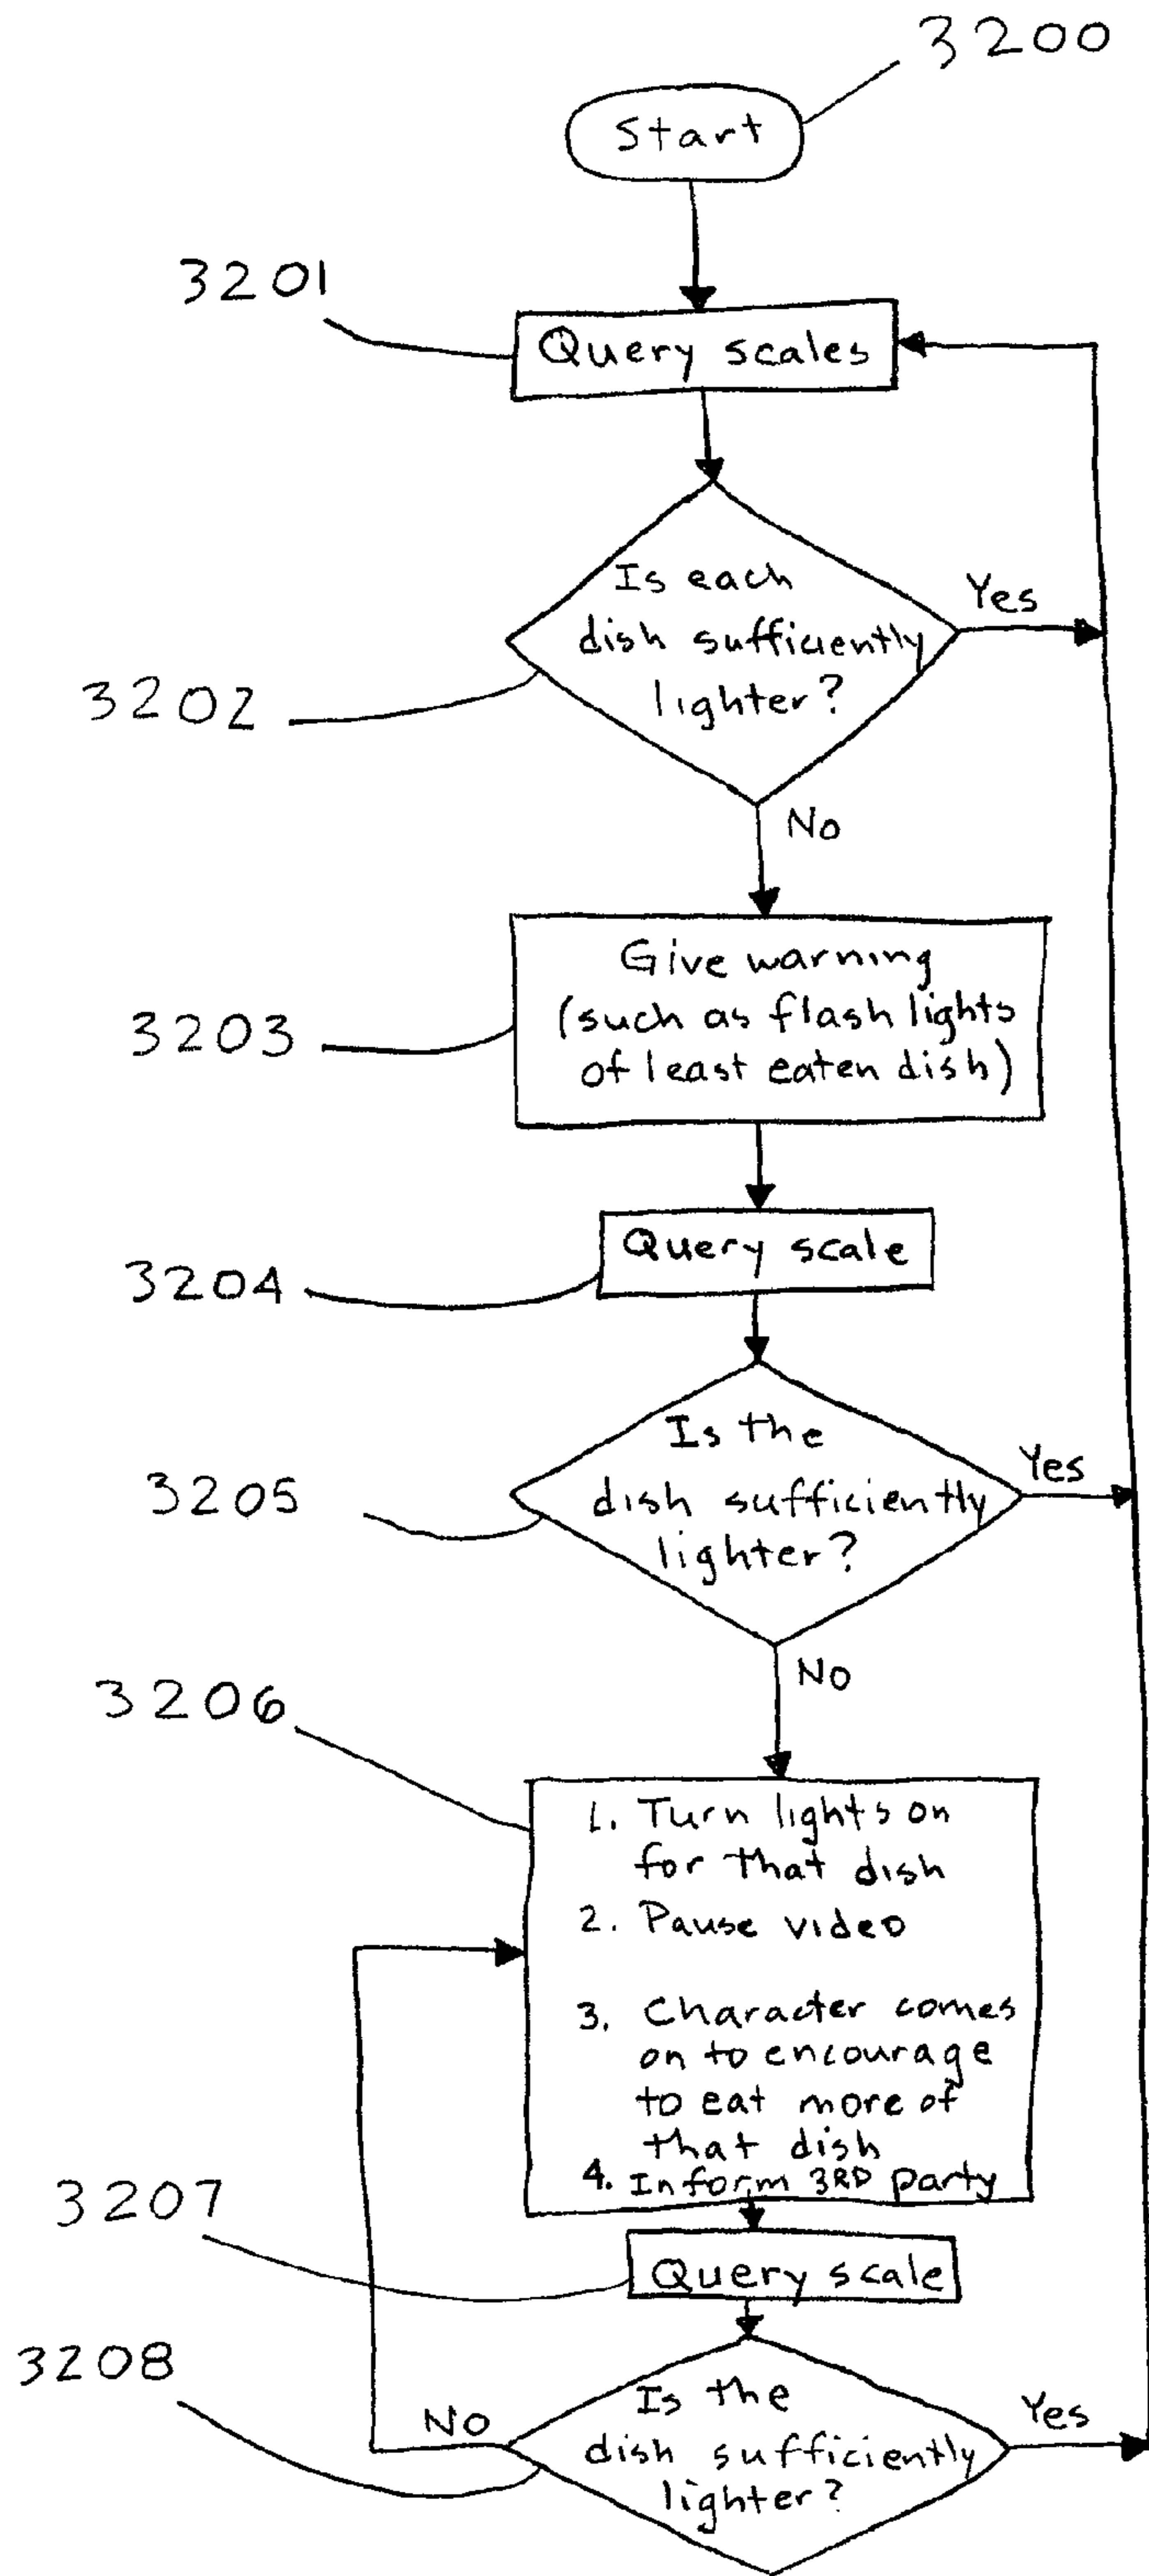 3200
Start
3201
Query scales
Is each
dish sufficiently
lighter?
Yes
3202
No
Give warning
(such as flash lights
of least eaten dish)
3203
Query scale
3204
Is the
dish sufficiently
lighter?
Yes
3205
No
3206
1. Turn lights on
for that dish
2. Pause video
3. Character comes
on to encourage
to eat more of
that dish
4. Inform 3RD party
3207
Query scale
3208
No
Is the
dish sufficiently
lighter?
Yes